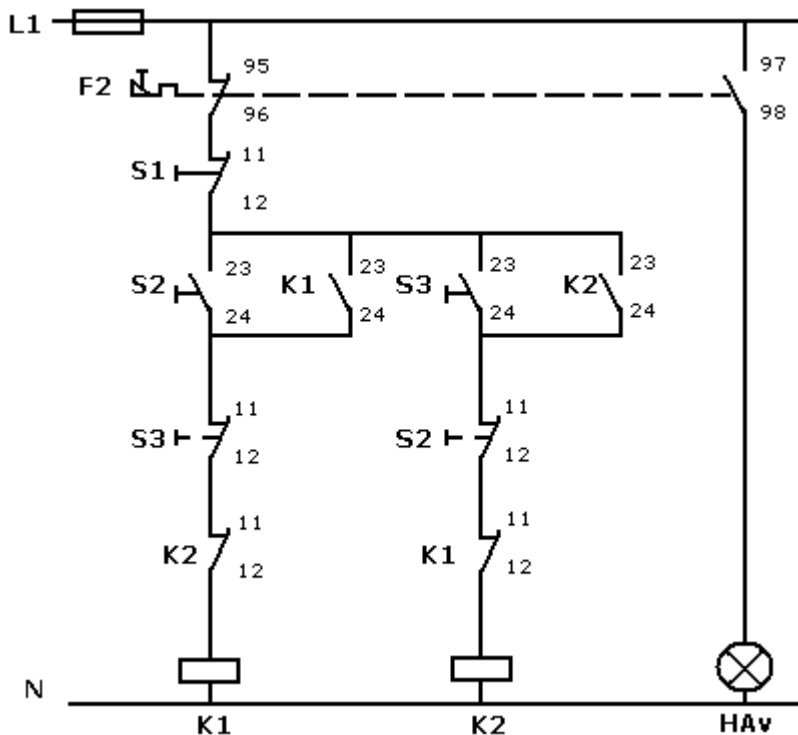 L1
95 97
F2
96 98
S1 11
12
23 23 23 23
S2 K1 S3 K2
24 24 24 24
11 11
S3 S2
12 12
11 11
K2 K1
12 12
N
K1 K2 HAv